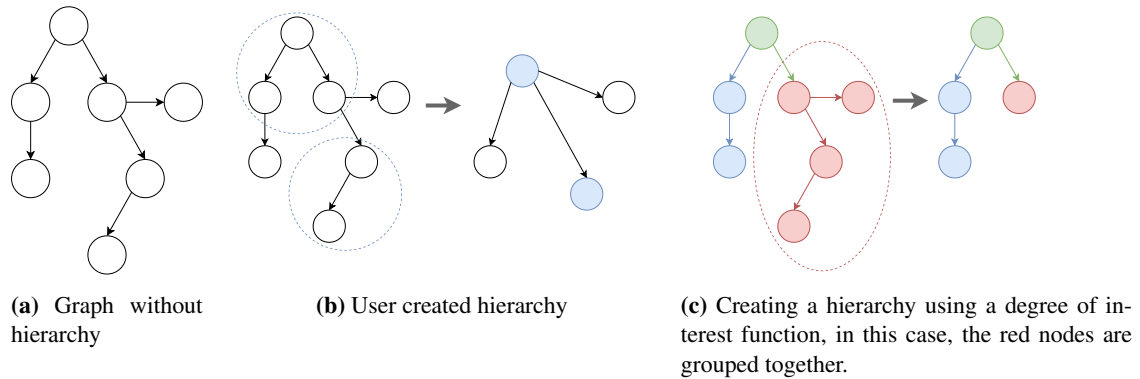 (a) Graph without
hierarchy
(b) User created hierarchy
(c) Creating a hierarchy using a degree of in-
terest function, in this case, the red nodes are
grouped together.